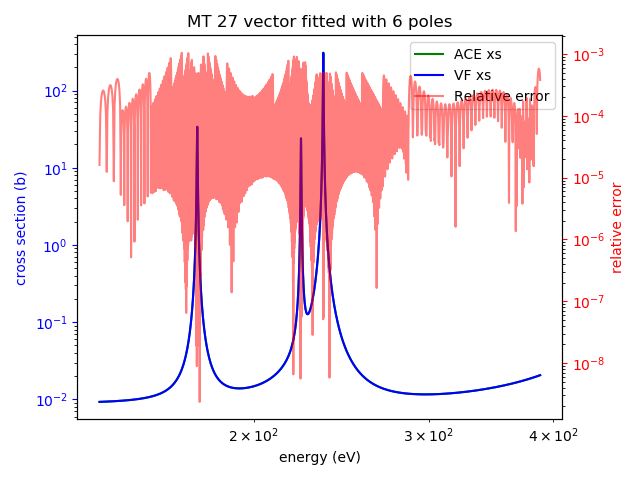 MT 27 vector fitted with 6 poles
ACE xs
VF xs
Relative error
10²
10¹
10⁰
10⁻¹
10⁻²
cross section (b)
10⁻³
10⁻⁴
10⁻⁵
10⁻⁶
10⁻⁷
10⁻⁸
relative error
2 × 10² 3 × 10² 4 × 10²
energy (eV)